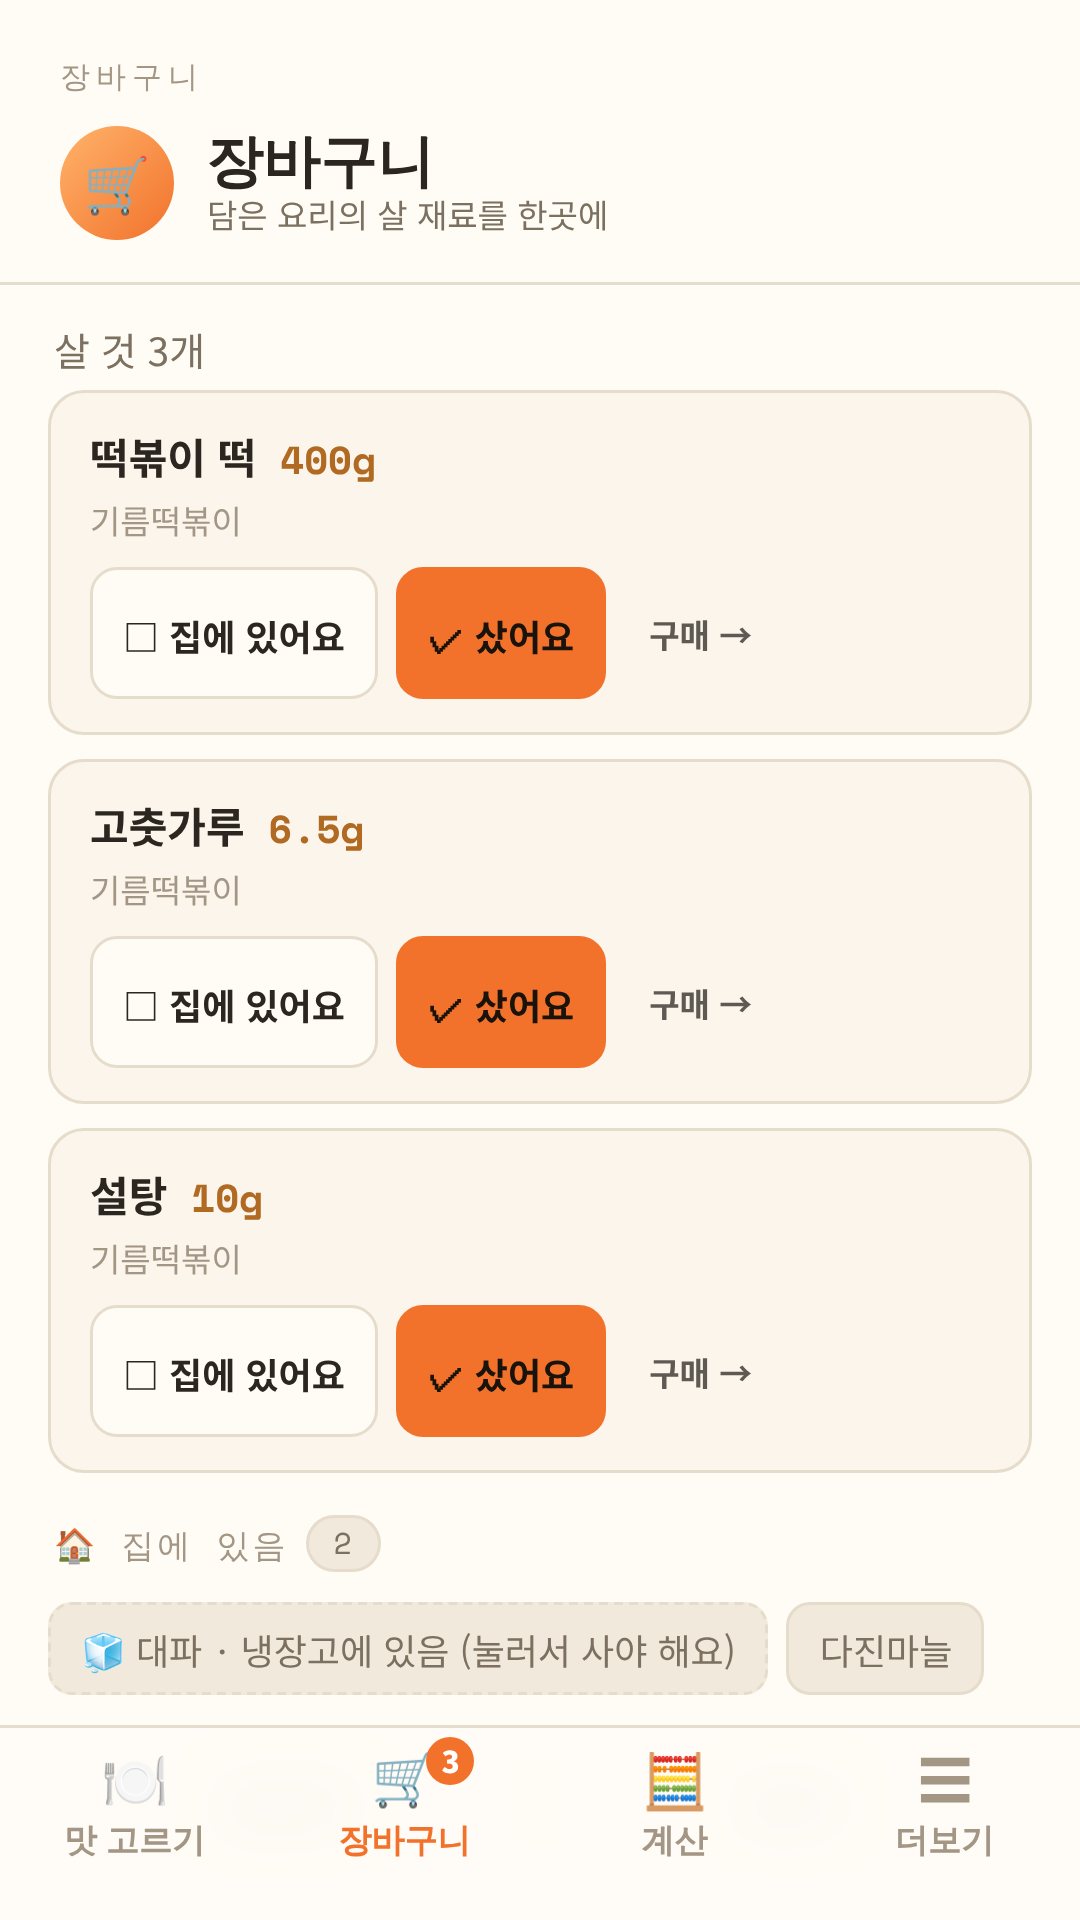 장바구니
장바구니
담은 요리의 살 재료를 한곳에
살 것 3개
떡볶이 떡 400g
기름떡볶이
☐ 집에 있어요 ✓ 샀어요 구매 →
고춧가루 6.5g
기름떡볶이
☐ 집에 있어요 ✓ 샀어요 구매 →
설탕 10g
기름떡볶이
☐ 집에 있어요 ✓ 샀어요 구매 →
🏠 집에 있음 2
🧊 대파 · 냉장고에 있음 (눌러서 사야 해요) 다진마늘
3
맛 고르기 장바구니 계산 더보기